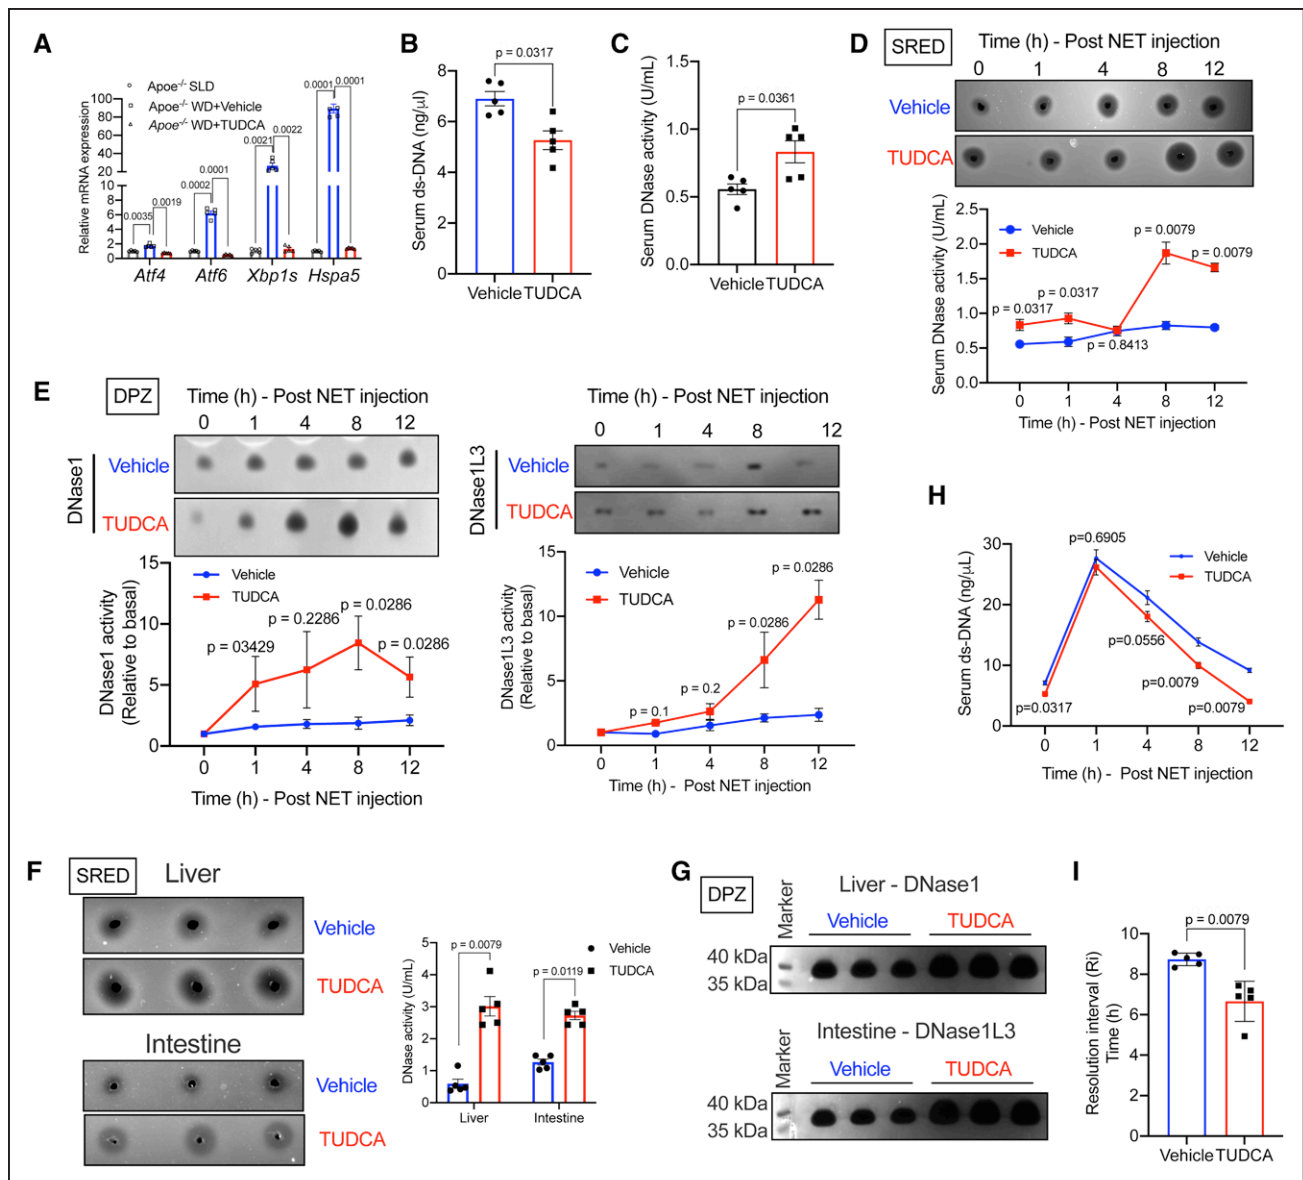 A
Apoe-/- SLD
Apoe-/- WD+Vehicle
Apoe-/- WD+TUDCA
Relative mRNA expression
100
80
60
40
20
8
6
4
2
0
0.0035
0.0019
0.0002
0.0001
0.0021
0.0022
0.0001
0.0001
Atf4 Atf6 Xbp1s Hspa5
B
p = 0.0317
Serum ds-DNA (ng/µl)
8
6
4
2
0
Vehicle TUDCA
C
p = 0.0361
Serum DNase activity (U/mL)
1.5
1.0
0.5
0.0
Vehicle TUDCA
D
SRED
Time (h) - Post NET injection
0 1 4 8 12
Vehicle
TUDCA
Serum DNase activity (U/mL)
2.5
2.0
1.5
1.0
0.5
0.0
Vehicle
TUDCA
p = 0.0079
p = 0.0079
p = 0.0317
p = 0.0317
p = 0.8413
0 1 4 8 12
Time (h) - Post NET injection
E
DPZ
Time (h) - Post NET injection
0 1 4 8 12
DNase1
Vehicle
TUDCA
DNase1 activity
(Relative to basal)
15
10
5
0
Vehicle
TUDCA
p = 03429
p = 0.2286
p = 0.0286
p = 0.0286
0 1 4 8 12
Time (h) - Post NET injection
Time (h) - Post NET injection
0 1 4 8 12
DNase1L3
Vehicle
TUDCA
DNase1L3 activity
(Relative to basal)
15
10
5
0
Vehicle
TUDCA
p = 0.1
p = 0.2
p = 0.0286
p = 0.0286
0 1 4 8 12
Time (h) - Post NET injection
H
Serum ds-DNA (ng/µL)
30
20
10
0
Vehicle
TUDCA
p=0.6905
p=0.0556
p=0.0079
p=0.0079
p=0.0317
0 1 4 8 12
Time (h) - Post NET injection
F
SRED
Liver
Vehicle
TUDCA
Intestine
Vehicle
TUDCA
DNase activity (U/mL)
5
4
3
2
1
0
p = 0.0079
p = 0.0119
Vehicle
TUDCA
Liver Intestine
G
DPZ
Liver - DNase1
Marker
Vehicle TUDCA
40 kDa
35 kDa
Intestine - DNase1L3
Marker
Vehicle TUDCA
40 kDa
35 kDa
I
p = 0.0079
Resolution interval (Ri)
Time (h)
10
8
6
4
2
0
Vehicle TUDCA